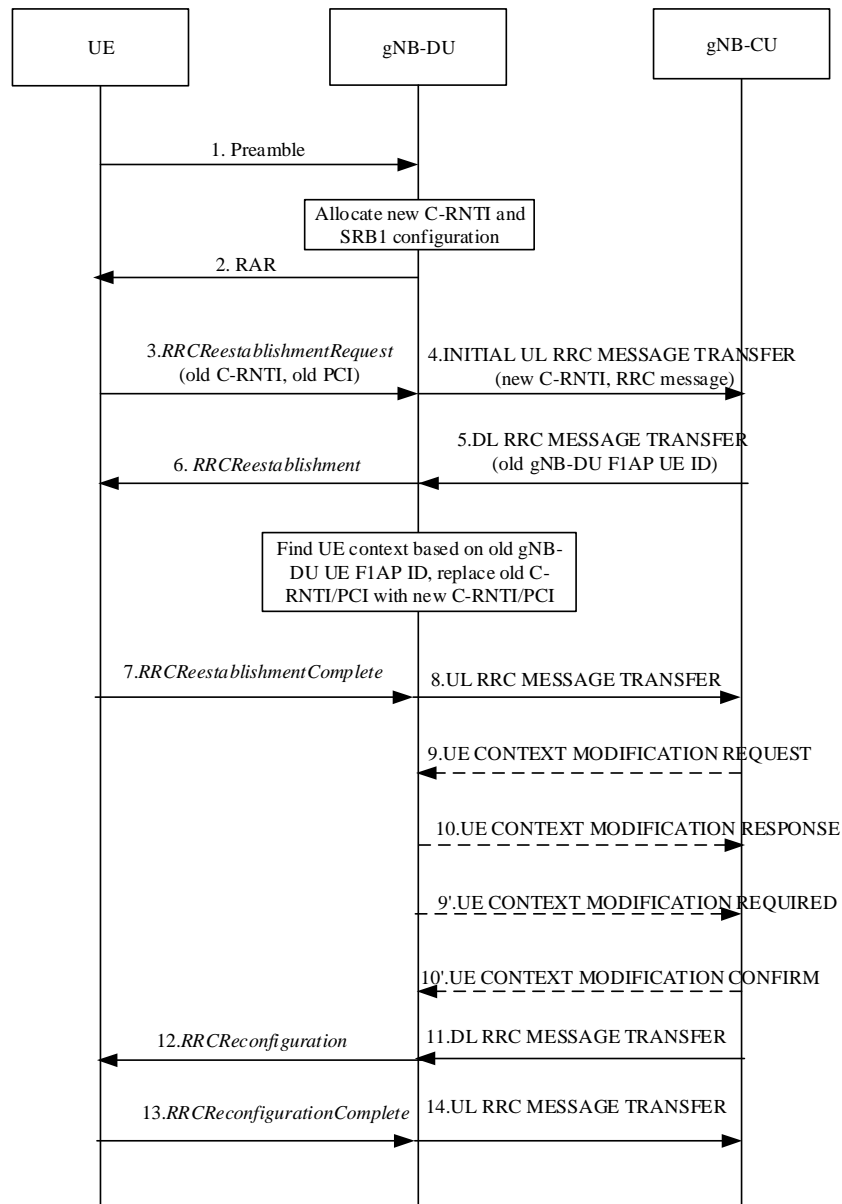 UE
gNB-DU
gNB-CU
1. Preamble
Allocate new C-RNTI and
SRB1 configuration
2. RAR
3.RRCReestablishmentRequest
(old C-RNTI, old PCI)
4.INITIAL UL RRC MESSAGE TRANSFER
(new C-RNTI, RRC message)
5.DL RRC MESSAGE TRANSFER
(old gNB-DU F1AP UE ID)
6. RRCReestablishment
Find UE context based on old gNB-
DU UE F1AP ID, replace old C-
RNTI/PCI with new C-RNTI/PCI
7.RRCReestablishmentComplete
8.UL RRC MESSAGE TRANSFER
9.UE CONTEXT MODIFICATION REQUEST
10.UE CONTEXT MODIFICATION RESPONSE
9'.UE CONTEXT MODIFICATION REQUIRED
10'.UE CONTEXT MODIFICATION CONFIRM
11.DL RRC MESSAGE TRANSFER
12.RRCReconfiguration
13.RRCReconfigurationComplete
14.UL RRC MESSAGE TRANSFER